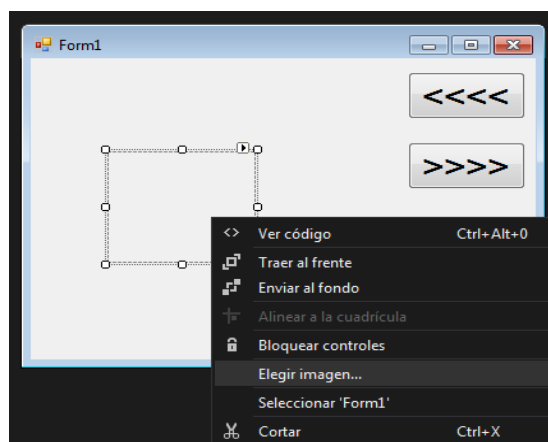 Form1
<<<<
>>>>
Ver código Ctrl+Alt+0
Traer al frente
Enviar al fondo
Alinear a la cuadrícula
Bloquear controles
Elegir imagen...
Seleccionar 'Form1'
Cortar Ctrl+X